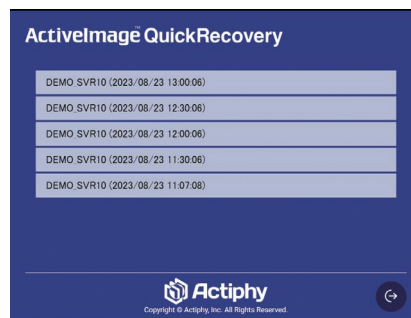 ActiveImage™ QuickRecovery
DEMO_SVR10 (2023/08/23 13:00:06)
DEMO_SVR10 (2023/08/23 12:30:06)
DEMO_SVR10 (2023/08/23 12:00:06)
DEMO_SVR10 (2023/08/23 11:30:06)
DEMO_SVR10 (2023/08/23 11:07:08)
Actiphy
Copyright © Actiphy, Inc. All Rights Reserved.